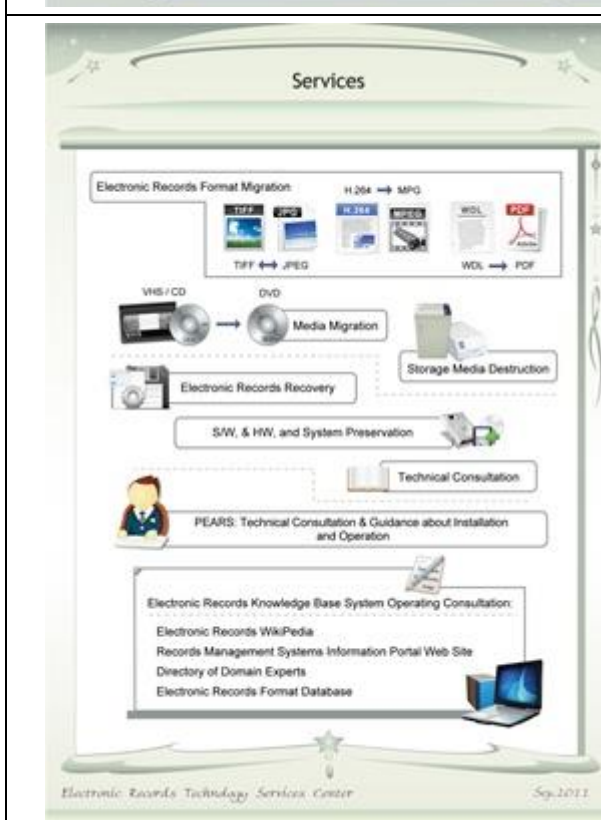 Services
Electronic Records Format Migration
H.264 → MPG
TIFF
JPG
H.264
MPEG
WDL
PDF
Adobe
TIFF ↔ JPEG
WDL → PDF
VHS / CD
DVD
Media Migration
Storage Media Destruction
Electronic Records Recovery
S/W, & HW, and System Preservation
Technical Consultation
PEARS: Technical Consultation & Guidance about Installation
and Operation
Electronic Records Knowledge Base System Operating Consultation:
Electronic Records WikiPedia
Records Management Systems Information Portal Web Site
Directory of Domain Experts
Electronic Records Format Database
Electronic Records Technology Services Center
Sep.2011